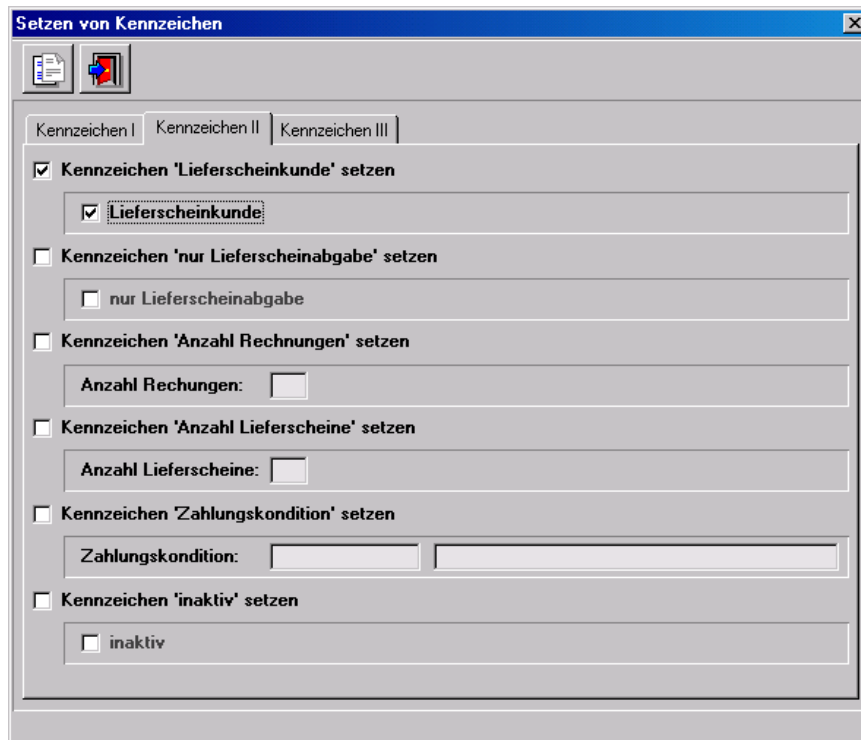 Setzen von Kennzeichen
Kennzeichen I Kennzeichen II Kennzeichen III
Kennzeichen 'Lieferscheinkunde' setzen
Lieferscheinkunde
Kennzeichen 'nur Lieferscheinabgabe' setzen
nur Lieferscheinabgabe
Kennzeichen 'Anzahl Rechnungen' setzen
Anzahl Rechungen:
Kennzeichen 'Anzahl Lieferscheine' setzen
Anzahl Lieferscheine:
Kennzeichen 'Zahlungskondition' setzen
Zahlungskondition:
Kennzeichen 'inaktiv' setzen
inaktiv